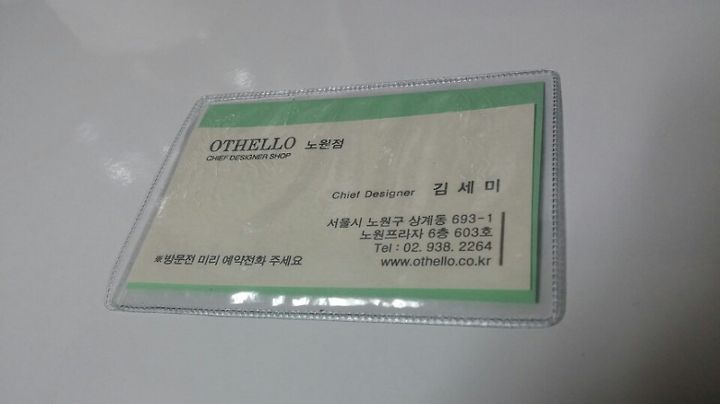 OTHELLO 노원점
CHIEF DESIGNER SHOP
Chief Designer 김 세 미
서울시 노원구 상계동 693-1
노원프라자 6층 603호
Tel : 02. 938. 2264
※방문전 미리 예약전화 주세요 www.othello.co.kr